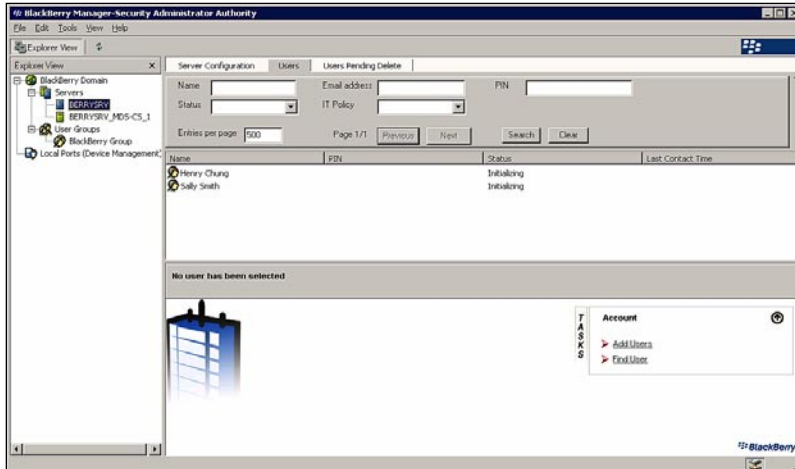 BlackBerry Manager-Security Administrator Authority
File Edit Tools View Help
Explorer View
Explorer View x
Server Configuration Users Users Pending Delete
BlackBerry Domain
Servers
BERRYSRV
BERRYSRV_MDS-CS_1
User Groups
BlackBerry Group
Local Ports (Device Management)
Name Email address PIN
Status IT Policy
Entries per page 500 Page 1/1 Previous Next Search Clear
Name PIN Status Last Contact Time
Henry Chung Initializing
Sally Smith Initializing
No user has been selected
TASKS
Account
Add Users
Find User
BlackBerry